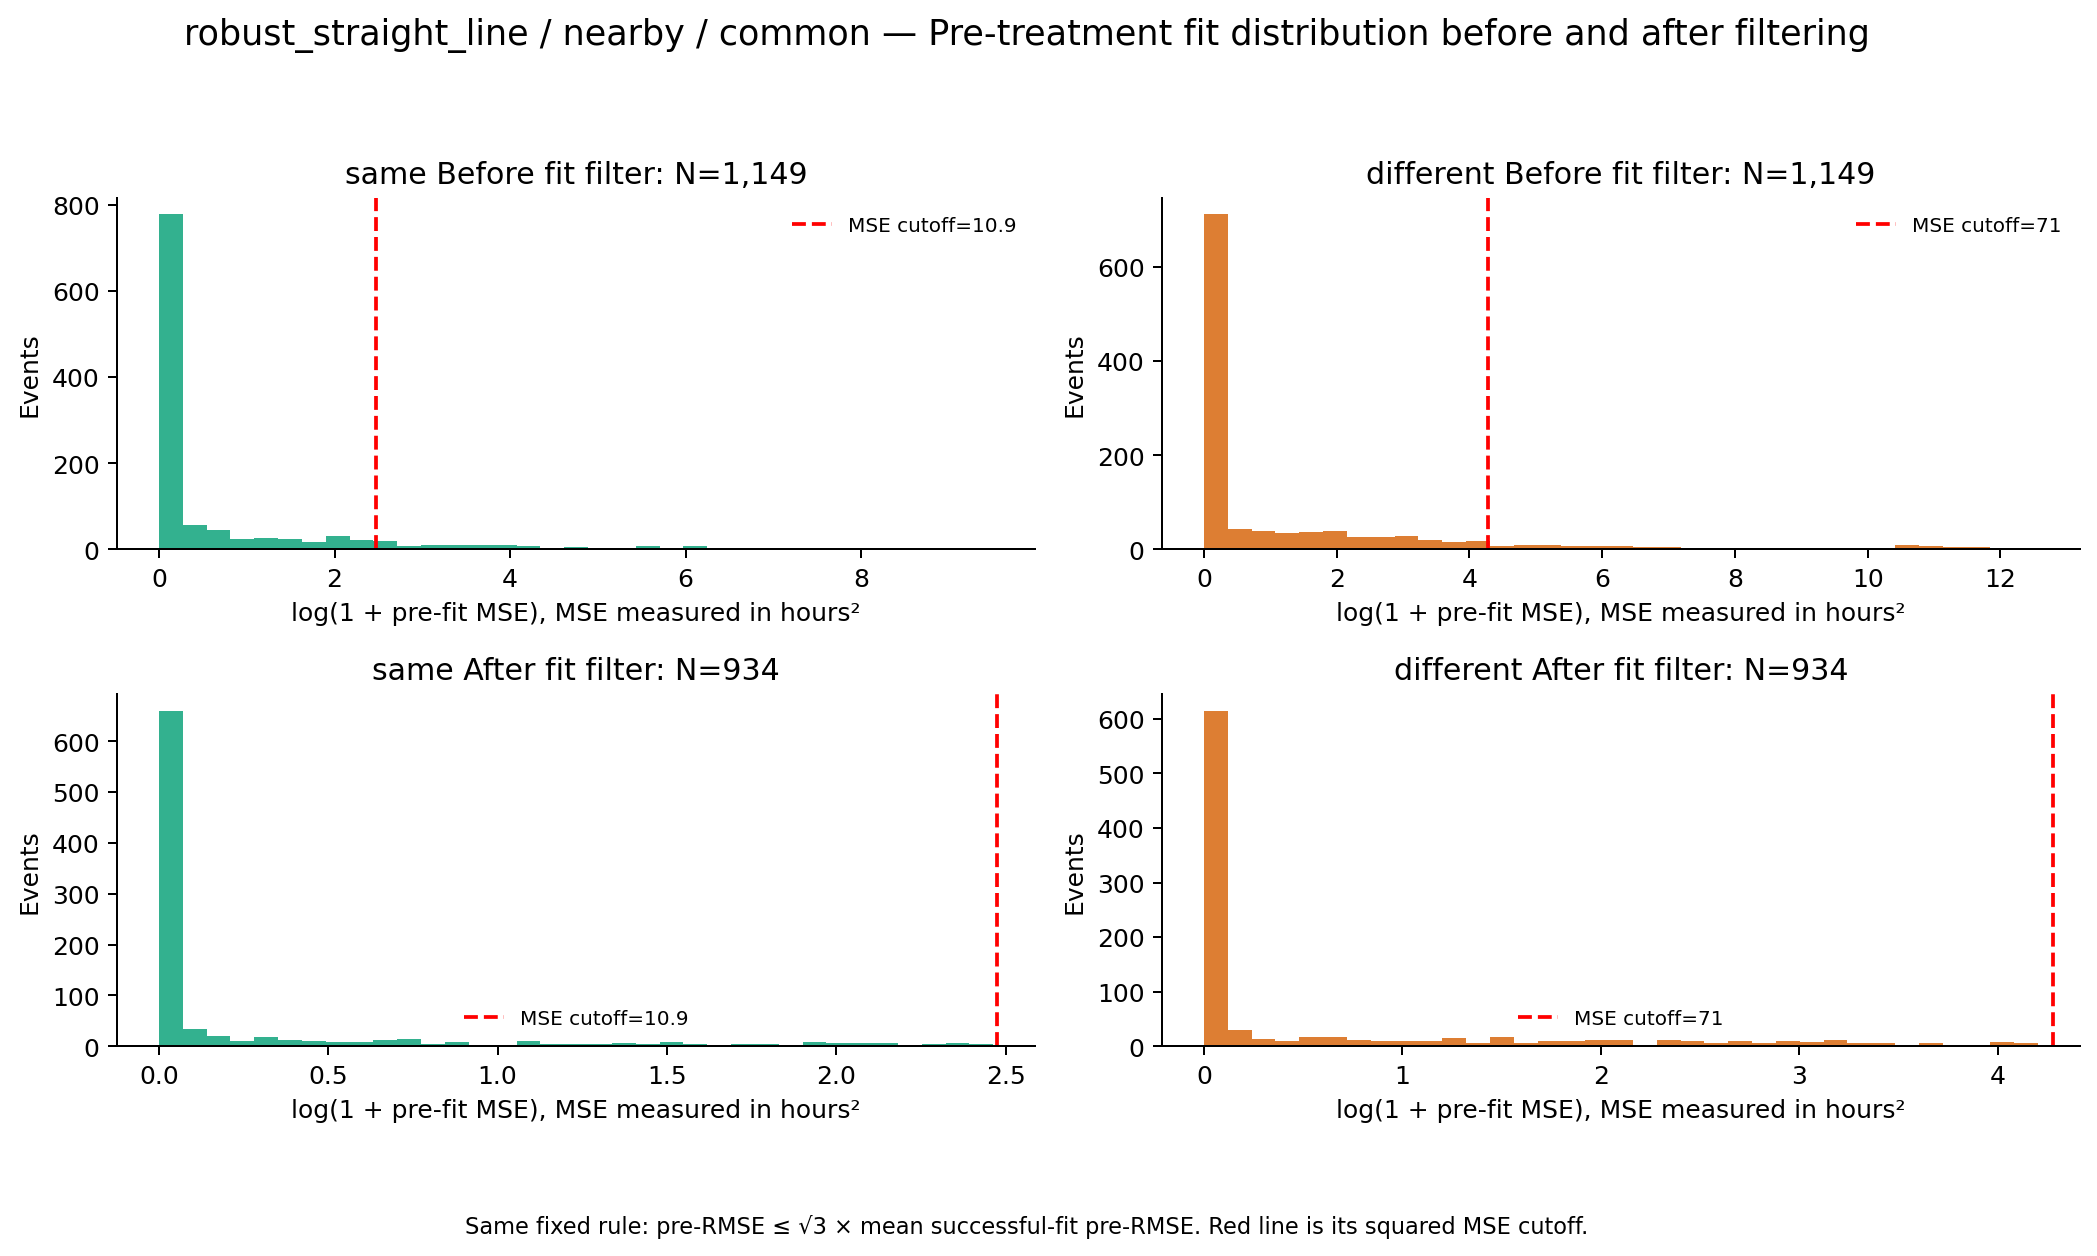 robust_straight_line / nearby / common — Pre-treatment fit distribution before and after filtering
same Before fit filter: N=1,149
800
600
400
200
0
Events
MSE cutoff=10.9
0 2 4 6 8
log(1 + pre-fit MSE), MSE measured in hours²
different Before fit filter: N=1,149
600
400
200
0
Events
MSE cutoff=71
0 2 4 6 8 10 12
log(1 + pre-fit MSE), MSE measured in hours²
same After fit filter: N=934
600
500
400
300
200
100
0
Events
MSE cutoff=10.9
0.0 0.5 1.0 1.5 2.0 2.5
log(1 + pre-fit MSE), MSE measured in hours²
different After fit filter: N=934
600
500
400
300
200
100
0
Events
MSE cutoff=71
0 1 2 3 4
log(1 + pre-fit MSE), MSE measured in hours²
Same fixed rule: pre-RMSE ≤ √3 × mean successful-fit pre-RMSE. Red line is its squared MSE cutoff.